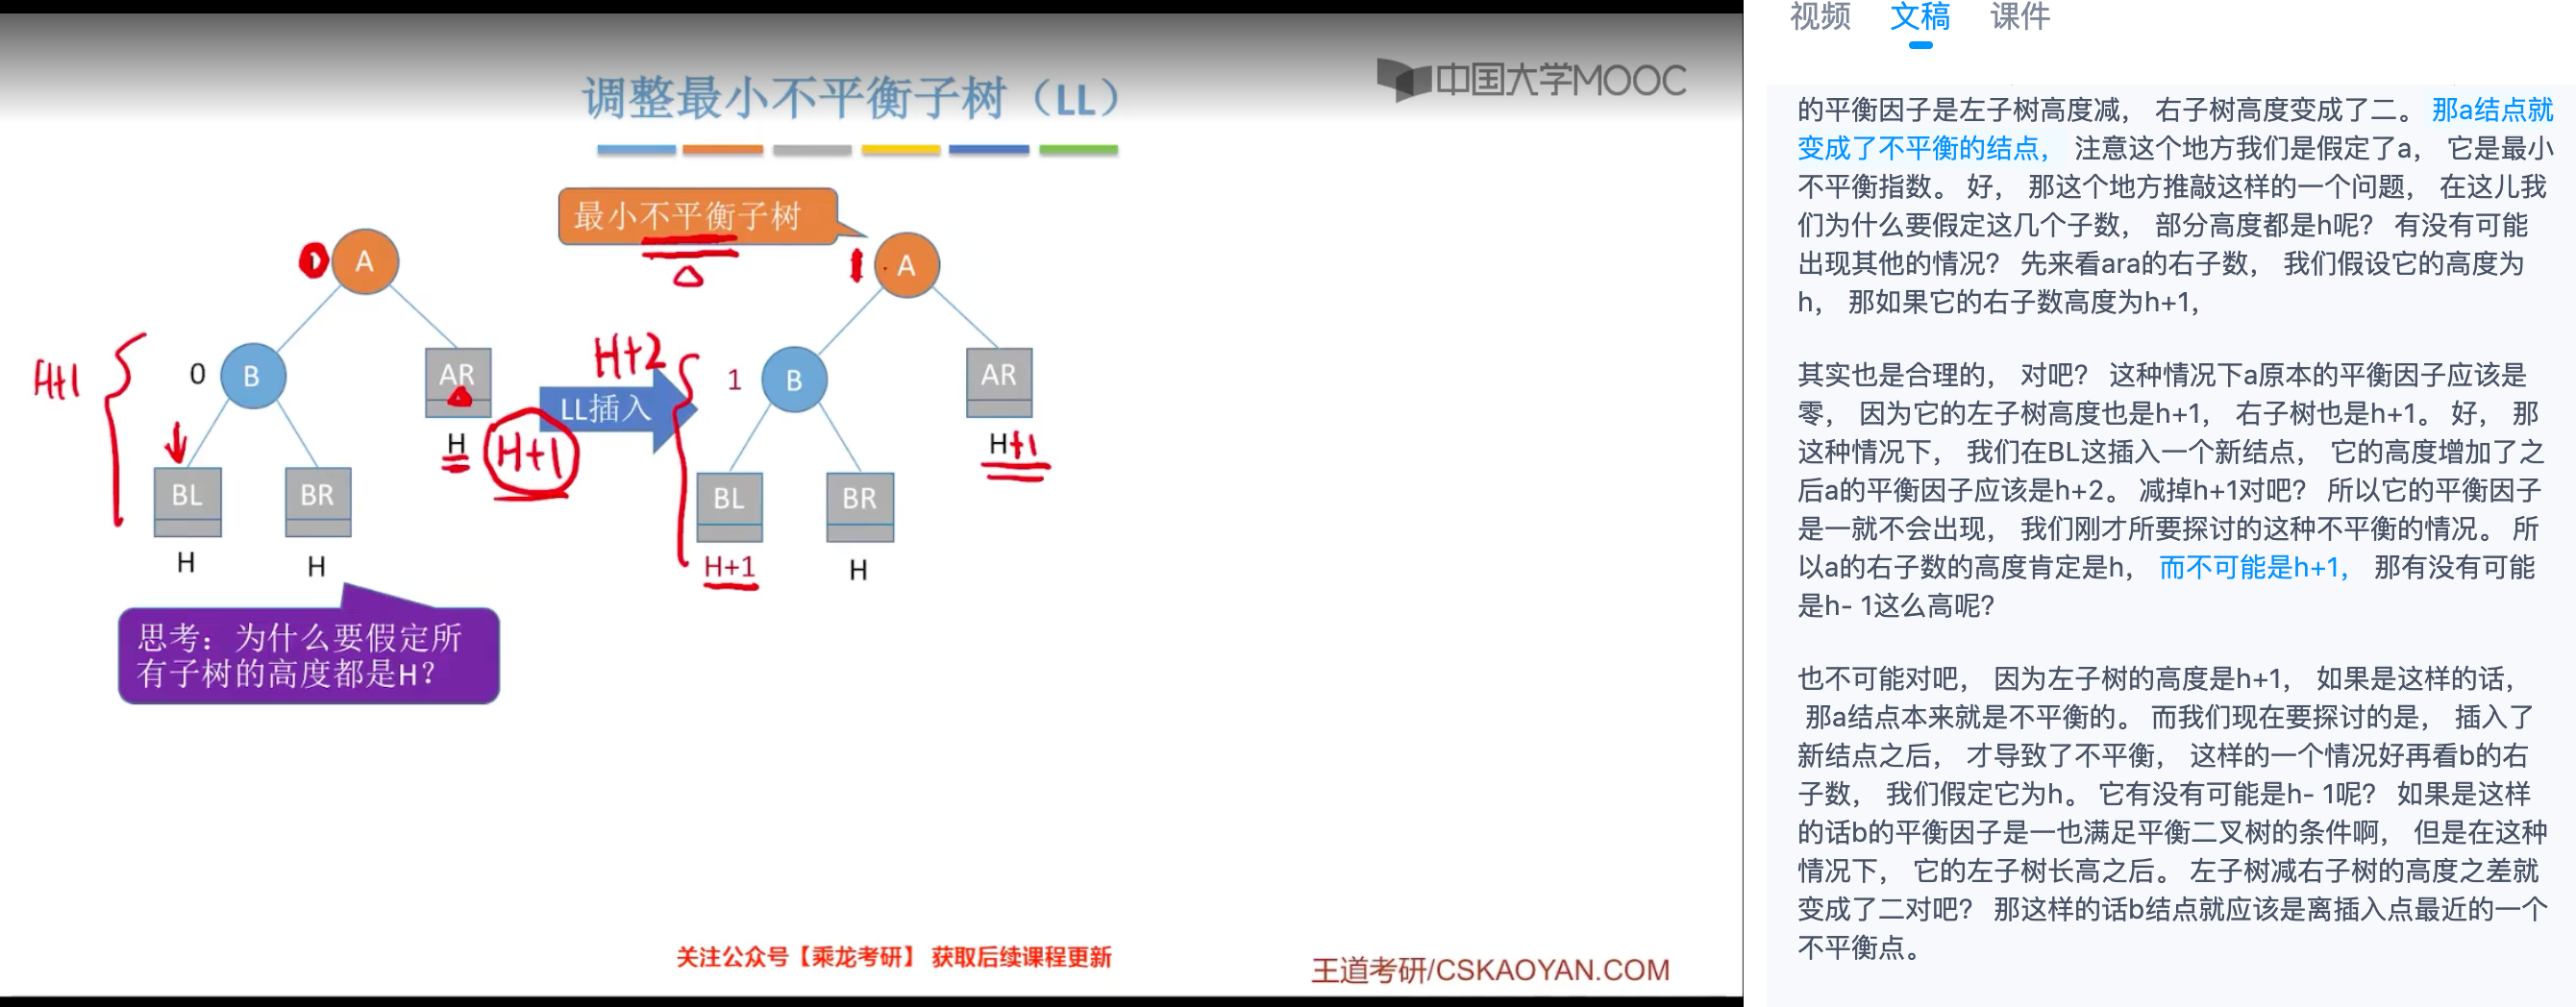 调整最小不平衡子树（LL）
中国大学MOOC
最小不平衡子树
A
B
0
AR
H
H+1
BL
BR
H
H
H+1
LL插入
H+2
1
A
1
B
AR
H+1
BL
BR
H+1
H
思考：为什么要假定所
有子树的高度都是H？
关注公众号【乘龙考研】 获取后续课程更新
王道考研/CSKAOYAN.COM
视频 文稿 课件
的平衡因子是左子树高度减， 右子树高度变成了二。 那a结点就
变成了不平衡的结点， 注意这个地方我们是假定了a， 它是最小
不平衡指数。 好， 那这个地方推敲这样的一个问题， 在这儿我
们为什么要假定这几个子数， 部分高度都是h呢？ 有没有可能
出现其他的情况？ 先来看ara的右子数， 我们假设它的高度为
h， 那如果它的右子数高度为h+1，
其实也是合理的， 对吧？ 这种情况下a原本的平衡因子应该是
零， 因为它的左子树高度也是h+1， 右子树也是h+1。 好， 那
这种情况下， 我们在BL这插入一个新结点， 它的高度增加了之
后a的平衡因子应该是h+2。 减掉h+1对吧？ 所以它的平衡因子
是一就不会出现， 我们刚才所要探讨的这种不平衡的情况。 所
以a的右子数的高度肯定是h， 而不可能是h+1， 那有没有可能
是h- 1这么高呢？
也不可能对吧， 因为左子树的高度是h+1， 如果是这样的话，
那a结点本来就是不平衡的。 而我们现在要探讨的是， 插入了
新结点之后， 才导致了不平衡， 这样的一个情况好再看b的右
子数， 我们假定它为h。 它有没有可能是h- 1呢？ 如果是这样
的话b的平衡因子是一也满足平衡二叉树的条件啊， 但是在这种
情况下， 它的左子树长高之后。 左子树减右子树的高度之差就
变成了二对吧？ 那这样的话b结点就应该是离插入点最近的一个
不平衡点。